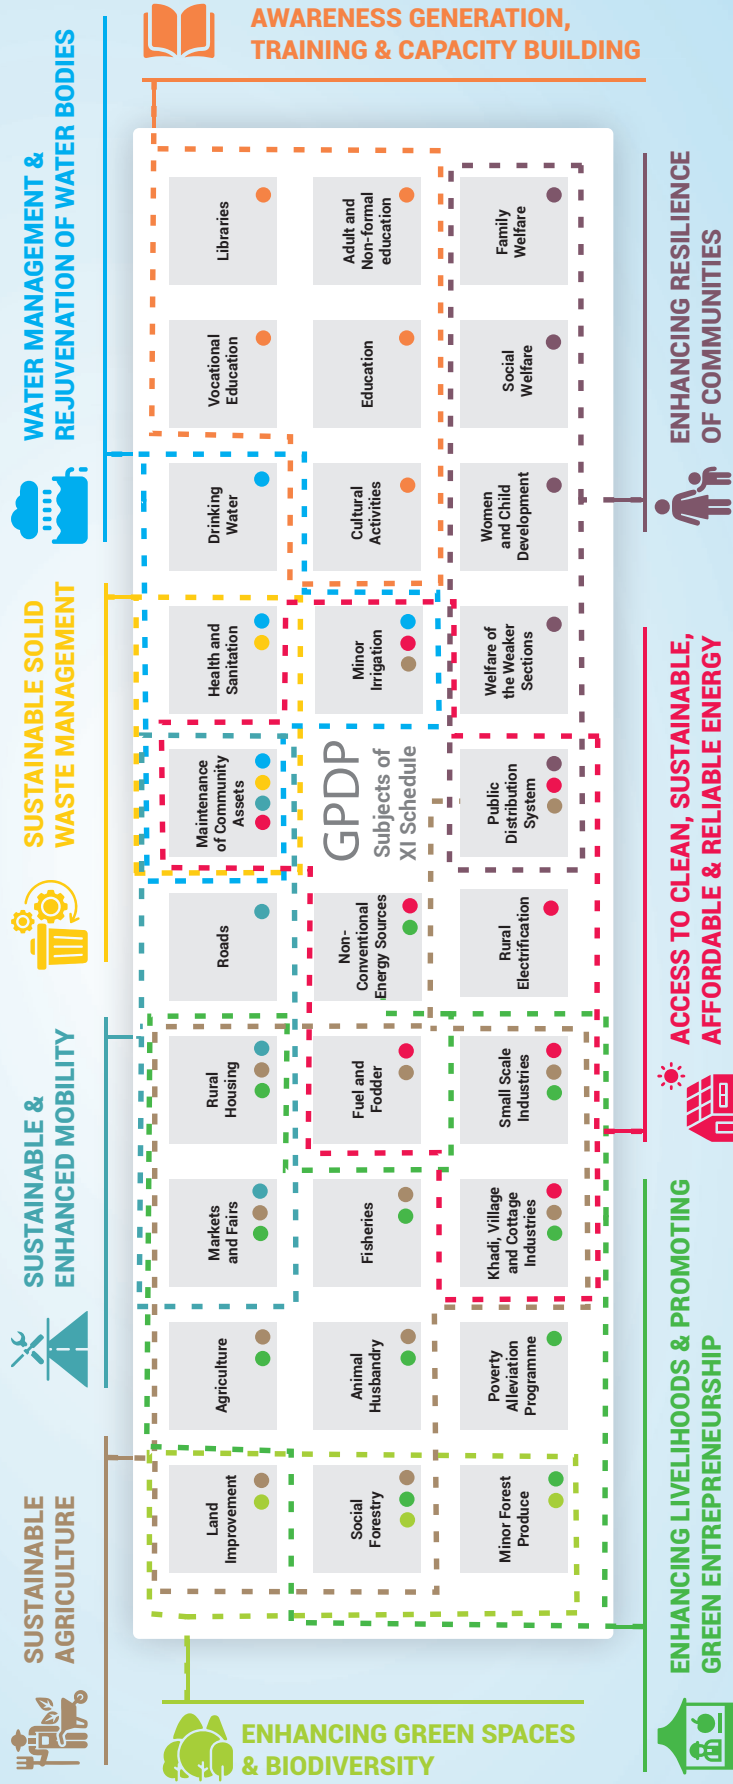 AWARENESS GENERATION,
TRAINING & CAPACITY BUILDING
WATER MANAGEMENT &
REJUVENATION OF WATER BODIES
SUSTAINABLE SOLID
WASTE MANAGEMENT
SUSTAINABLE &
ENHANCED MOBILITY
SUSTAINABLE
AGRICULTURE
Land
Improvement
Agriculture
Markets
and Fairs
Rural
Housing
Roads
Maintenance
of Community
Assets
Health and
Sanitation
Drinking
Water
Vocational
Education
Libraries
Social
Forestry
Animal
Husbandry
Fisheries
Fuel and
Fodder
Non-
Conventional
Energy Sources
GPDP
Subjects of
XI Schedule
Minor
Irrigation
Cultural
Activities
Education
Adult and
Non-formal
education
Minor Forest
Produce
Poverty
Alleviation
Programme
Khadi, Village
and Cottage
Industries
Small Scale
Industries
Rural
Electrification
Public
Distribution
System
Welfare of
the Weaker
Sections
Women
and Child
Development
Social
Welfare
Family
Welfare
ENHANCING LIVELIHOODS & PROMOTING
GREEN ENTREPRENEURSHIP
ACCESS TO CLEAN, SUSTAINABLE,
AFFORDABLE & RELIABLE ENERGY
ENHANCING RESILIENCE
OF COMMUNITIES
ENHANCING GREEN SPACES
& BIODIVERSITY